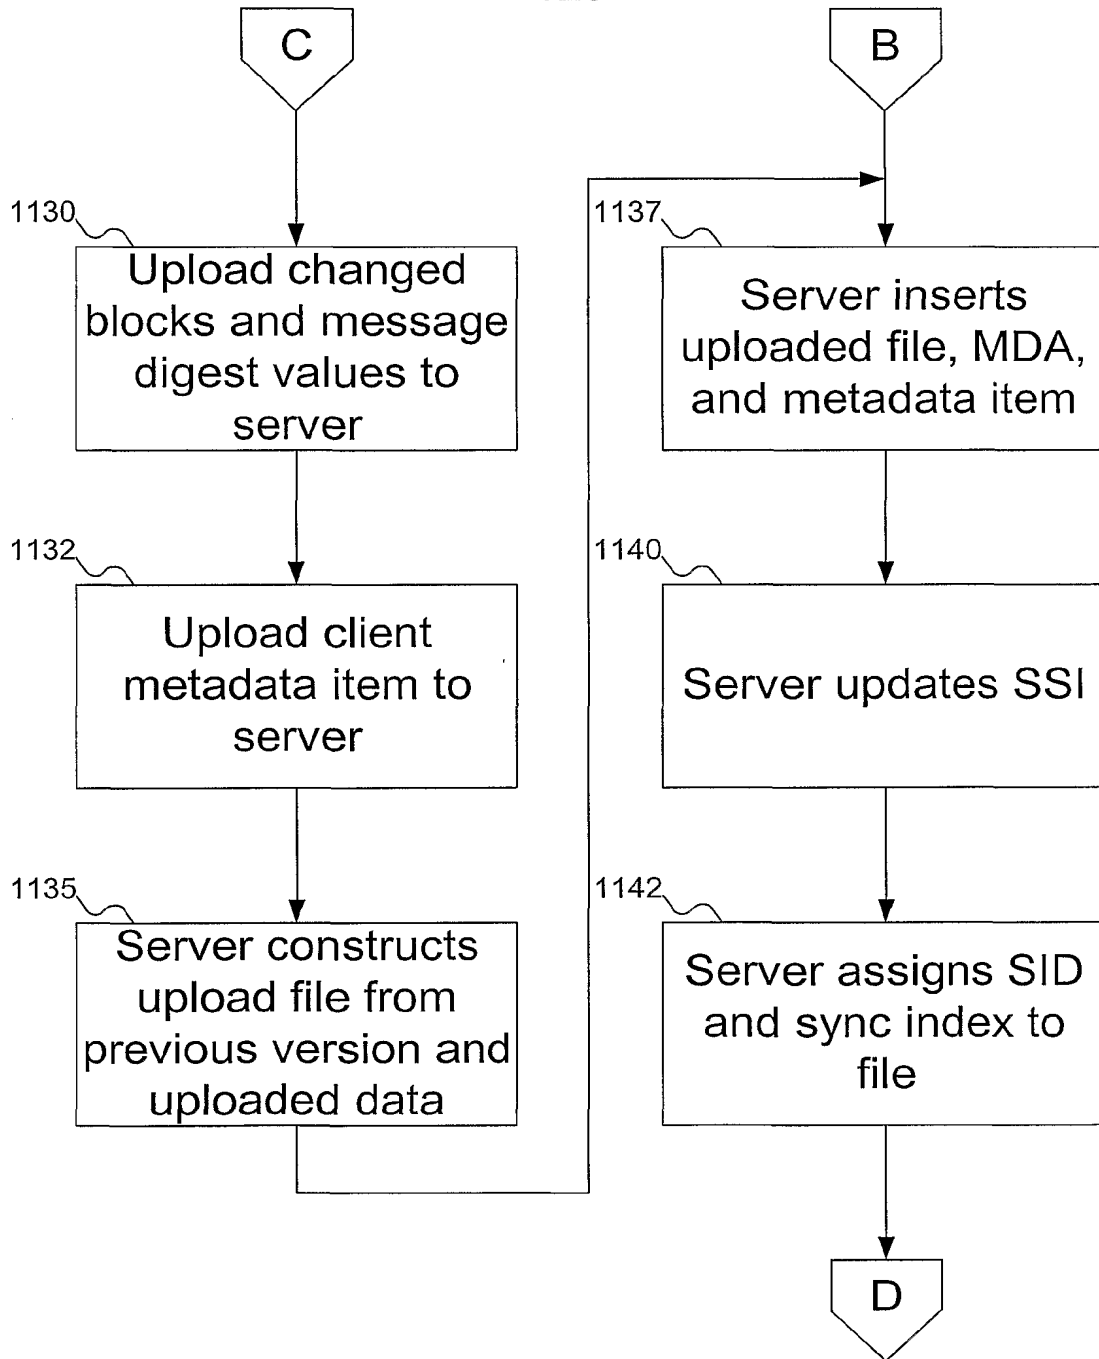 C
1130
Upload changed
blocks and message
digest values to
server
1132
Upload client
metadata item to
server
1135
Server constructs
upload file from
previous version and
uploaded data
B
1137
Server inserts
uploaded file, MDA,
and metadata item
1140
Server updates SSI
1142
Server assigns SID
and sync index to
file
D